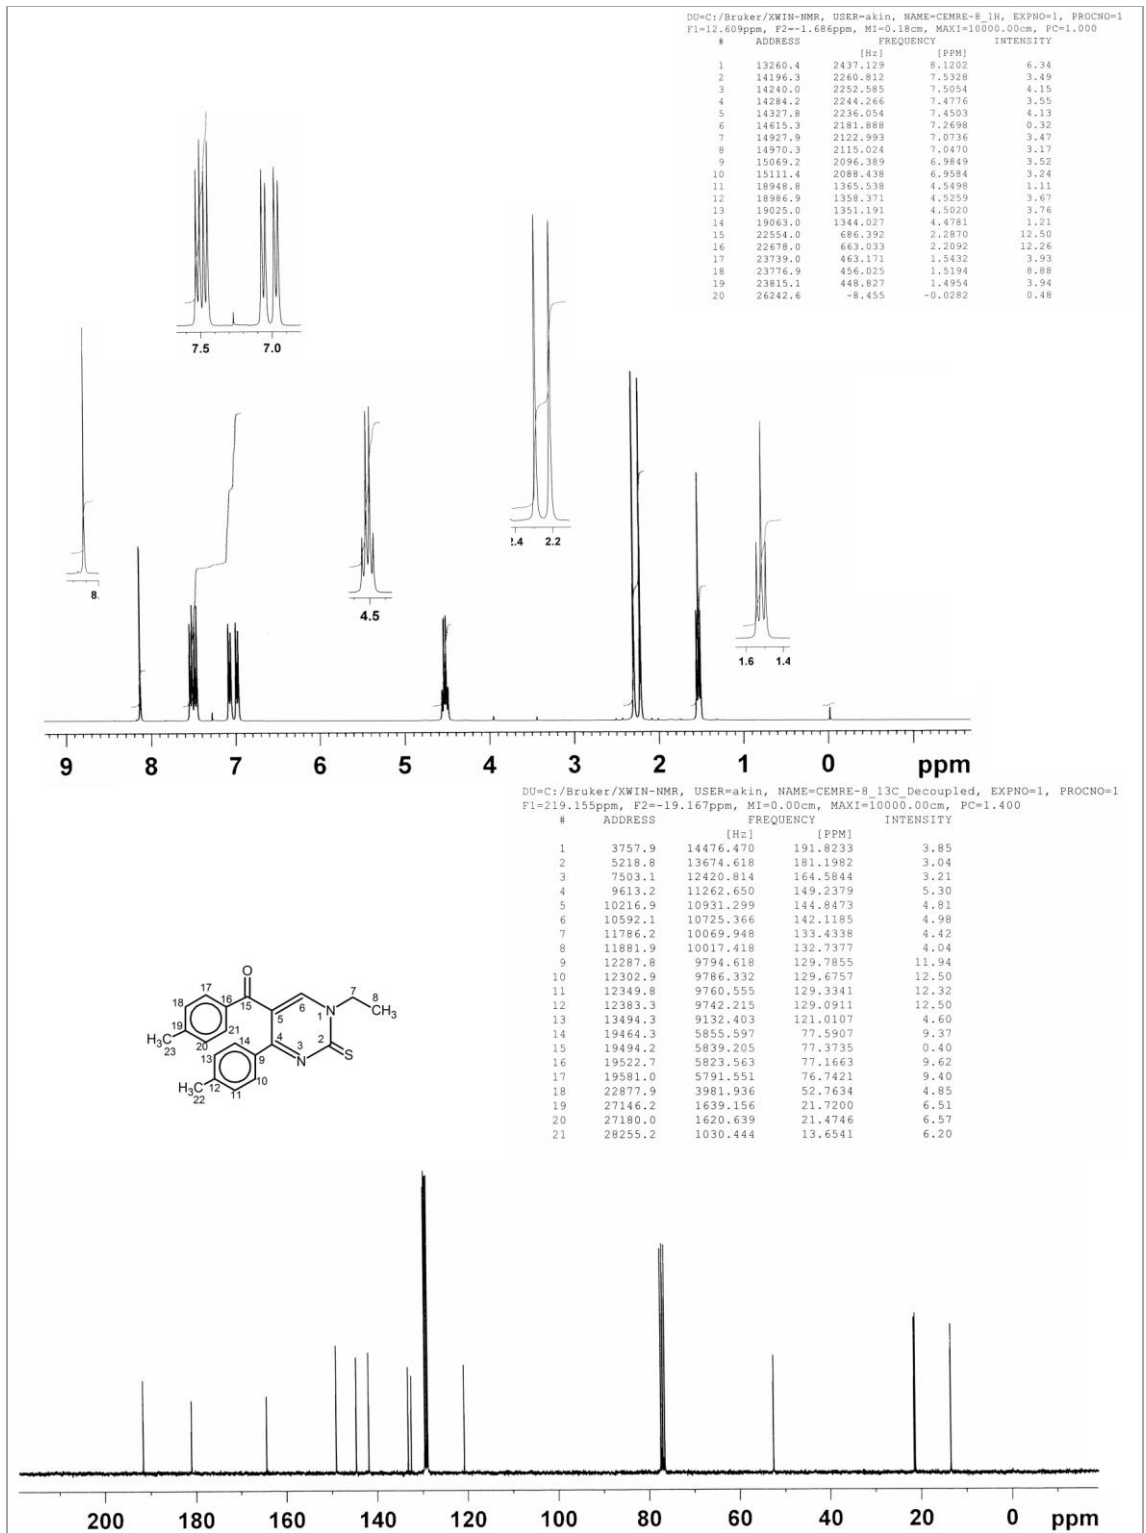 DU=C:/Bruker/XWIN-NMR, USER=akin, NAME=CEMRE-8_1H, EXPNO=1, PROCNO=1
F1=12.609ppm, F2=-1.686ppm, MI=0.18cm, MAXI=10000.00cm, PC=1.000
# ADDRESS FREQUENCY INTENSITY
[Hz] [PPM]
1 13260.4 2437.129 8.1202 6.34
2 14196.3 2260.812 7.5328 3.49
3 14240.0 2252.585 7.5054 4.15
4 14284.2 2244.266 7.4776 3.55
5 14327.8 2236.054 7.4503 4.13
6 14615.3 2181.888 7.2698 0.32
7 14927.9 2122.993 7.0736 3.47
8 14970.3 2115.024 7.0470 3.17
9 15069.2 2096.389 6.9849 3.52
10 15111.4 2088.438 6.9584 3.24
11 18948.8 1365.538 4.5498 1.11
12 18986.9 1358.371 4.5259 3.67
13 19025.0 1351.191 4.5020 3.76
14 19063.0 1344.027 4.4781 1.21
15 22554.0 686.392 2.2870 12.50
16 22678.0 663.033 2.2092 12.26
17 23739.0 463.171 1.5432 3.93
18 23776.9 456.025 1.5194 8.88
19 23815.1 448.827 1.4954 3.94
20 26242.6 -8.455 -0.0282 0.48
7.5 7.0
2.4 2.2
8.
4.5
1.6 1.4
9 8 7 6 5 4 3 2 1 0 ppm
DU=C:/Bruker/XWIN-NMR, USER=akin, NAME=CEMRE-8_13C_Decoupled, EXPNO=1, PROCNO=1
F1=219.155ppm, F2=-19.167ppm, MI=0.00cm, MAXI=10000.00cm, PC=1.400
# ADDRESS FREQUENCY INTENSITY
[Hz] [PPM]
1 3757.9 14476.470 191.8233 3.85
2 5218.8 13674.618 181.1982 3.04
3 7503.1 12420.814 164.5844 3.21
4 9613.2 11262.650 149.2379 5.30
5 10216.9 10931.299 144.8473 4.81
6 10592.1 10725.366 142.1185 4.98
7 11786.2 10069.948 133.4338 4.42
8 11881.9 10017.418 132.7377 4.04
9 12287.8 9794.618 129.7855 11.94
10 12302.9 9786.332 129.6757 12.50
11 12349.8 9760.555 129.3341 12.32
12 12383.3 9742.215 129.0911 12.50
13 13494.3 9132.403 121.0107 4.60
14 19464.3 5855.597 77.5907 9.37
15 19494.2 5839.205 77.3735 0.40
16 19522.7 5823.563 77.1663 9.62
17 19581.0 5791.551 76.7421 9.40
18 22877.9 3981.936 52.7634 4.85
19 27146.2 1639.156 21.7200 6.51
20 27180.0 1620.639 21.4746 6.57
21 28255.2 1030.444 13.6541 6.20
O
17 7 8
18 16 15 6 N 1 CH3
19 21 5
H3C 23 20 14 4 2 S
13 9 3 N
12 10
H3C 22 11
200 180 160 140 120 100 80 60 40 20 0 ppm